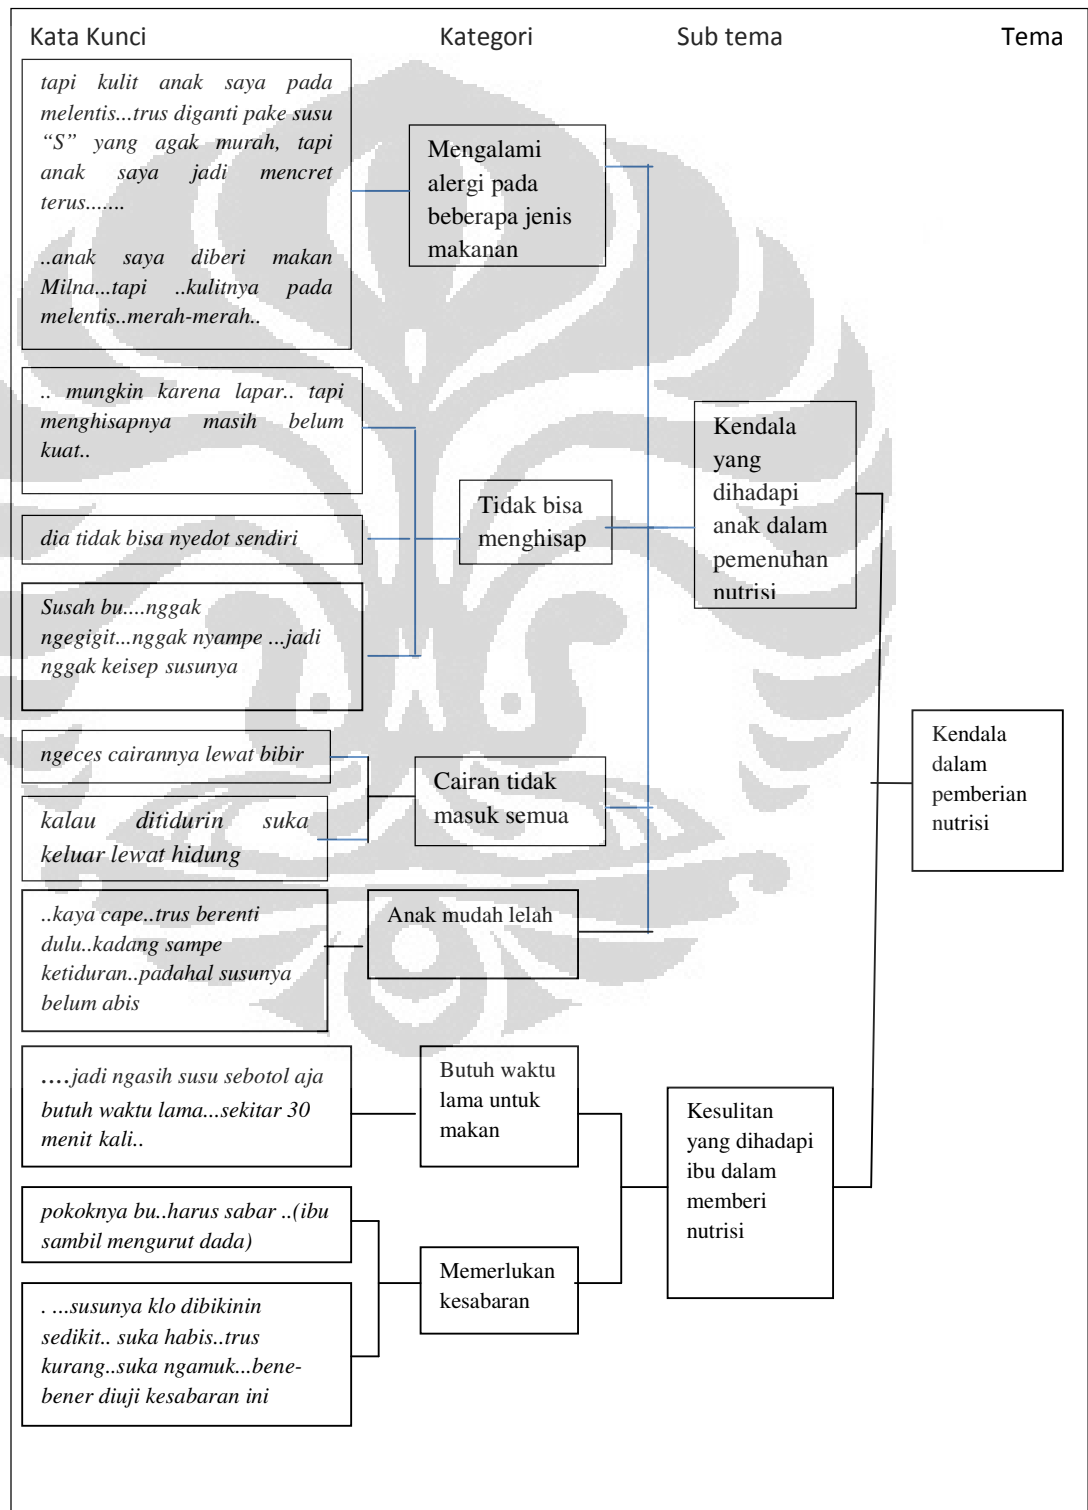 Kata Kunci Kategori Sub tema Tema
tapi kulit anak saya pada
melentis...trus diganti pake susu
“S” yang agak murah, tapi
anak saya jadi mencret
terus.......
..anak saya diberi makan
Milna...tapi ..kulitnya pada
melentis..merah-merah..
Mengalami
alergi pada
beberapa jenis
makanan
.. mungkin karena lapar.. tapi
menghisapnya masih belum
kuat..
dia tidak bisa nyedot sendiri
Susah bu....nggak
ngegigit...nggak nyampe ...jadi
nggak keisep susunya
Tidak bisa
menghisap
Kendala
yang
dihadapi
anak dalam
pemenuhan
nutrisi
ngeces cairannya lewat bibir
kalau ditidurin suka
keluar lewat hidung
Cairan tidak
masuk semua
Kendala
dalam
pemberian
nutrisi
..kaya cape..trus berenti
dulu..kadang sampe
ketiduran..padahal susunya
belum abis
Anak mudah lelah
....jadi ngasih susu sebotol aja
butuh waktu lama...sekitar 30
menit kali..
Butuh waktu
lama untuk
makan
Kesulitan
yang dihadapi
ibu dalam
memberi
nutrisi
pokoknya bu..harus sabar ..(ibu
sambil mengurut dada)
. ...susunya klo dibikinin
sedikit.. suka habis..trus
kurang..suka ngamuk...bene-
bener diuji kesabaran ini
Memerlukan
kesabaran